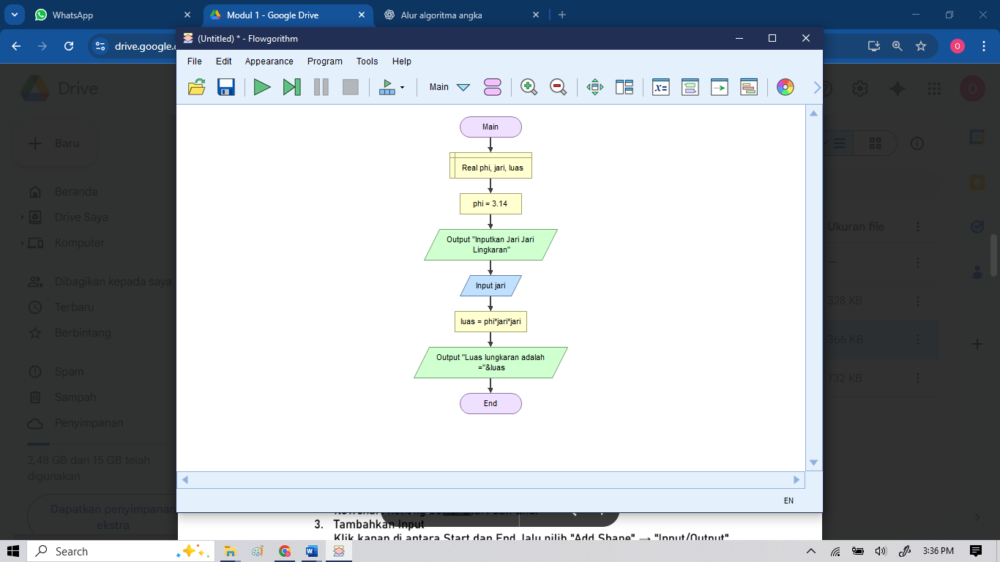 WhatsApp
Modul 1 - Google Drive
Alur algoritma angka
drive.google.
(Untitled) * - Flowgorithm
File Edit Appearance Program Tools Help
Main
Drive
Baru
Beranda
Drive Saya
Komputer
Dibagikan kepada saya
Terbaru
Berbintang
Spam
Sampah
Penyimpanan
2,48 GB dari 15 GB telah
digunakan
Dapatkan penyimpanan
ekstra
Main
Real phi, jari, luas
phi = 3.14
Output "Inputkan Jari Jari
Lingkaran"
Input jari
luas = phi*jari*jari
Output "Luas lungkaran adalah
="&luas
End
EN
O
O
Ukuran file
—
328 KB
366 KB
732 KB
3. Tambahkan Input
Klik kanan di antara Start dan End, lalu pilih "Add Shape" → "Input/Output"
Search
3:36 PM